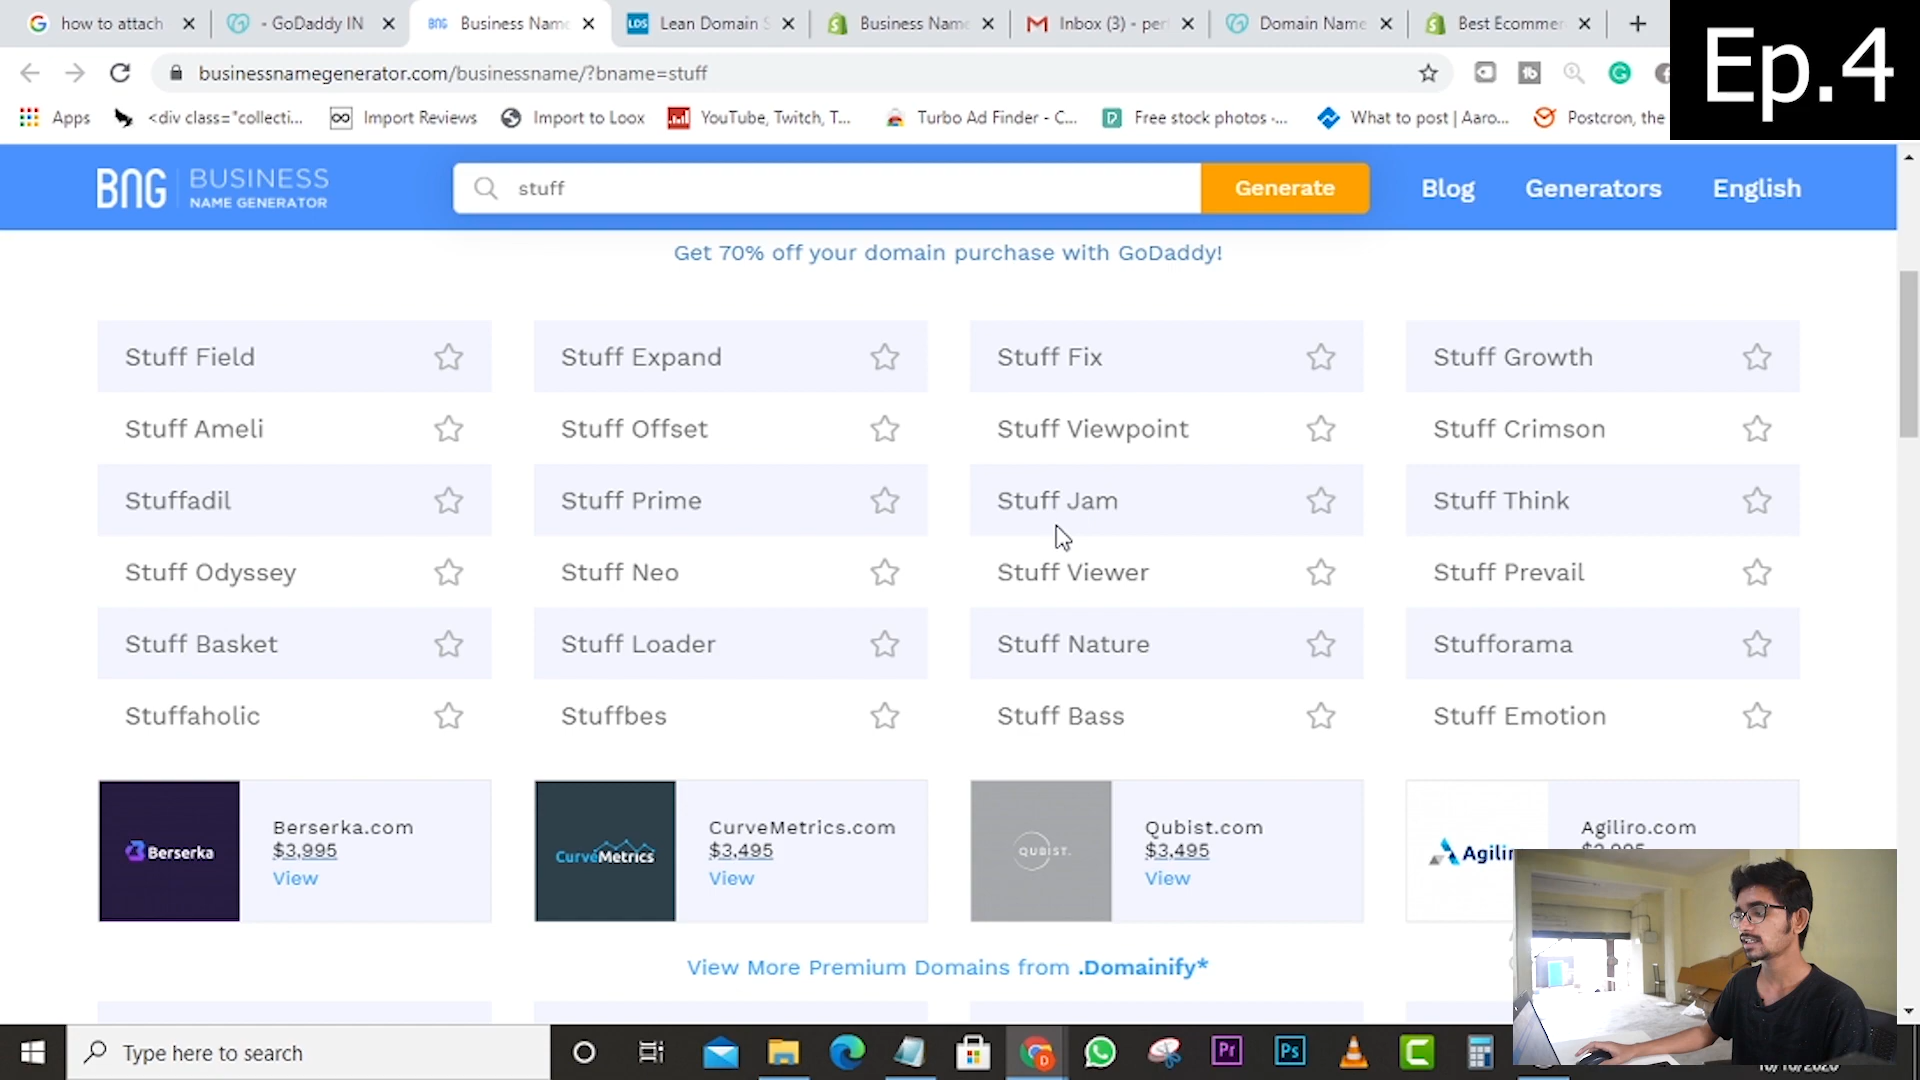 how to attach
- GoDaddy IN
BNG Business Name
LDS Lean Domain S
Business Name
Inbox (3) - per
Domain Name
Best Ecommer
Ep.4
businessnamegenerator.com/businessname/?bname=stuff
Apps
<div class="collecti...
Import Reviews
Import to Loox
YouTube, Twitch, T...
Turbo Ad Finder - C...
Free stock photos -...
What to post | Aaro...
Postcron, the
BNG BUSINESS
NAME GENERATOR
stuff
Generate
Blog
Generators
English
Get 70% off your domain purchase with GoDaddy!
Stuff Field
Stuff Expand
Stuff Fix
Stuff Growth
Stuff Ameli
Stuff Offset
Stuff Viewpoint
Stuff Crimson
Stuffadil
Stuff Prime
Stuff Jam
Stuff Think
Stuff Odyssey
Stuff Neo
Stuff Viewer
Stuff Prevail
Stuff Basket
Stuff Loader
Stuff Nature
Stufforama
Stuffaholic
Stuffbes
Stuff Bass
Stuff Emotion
Berserka
Berserka.com
$3,995
View
CurveMetrics
CurveMetrics.com
$3,495
View
QUBIST.
Qubist.com
$3,495
View
Agiliro.com
View More Premium Domains from .Domainify*
Type here to search
Pr
Ps